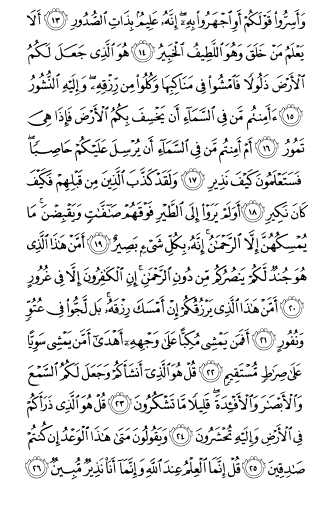 وَأَسِرُّوا۟ قَوْلَكُمْ أَوِ ٱجْهَرُوا۟ بِهِۦٓ إِنَّهُۥ عَلِيمٌۢ بِذَاتِ ٱلصُّدُورِ ١٣ أَلَا
يَعْلَمُ مَنْ خَلَقَ وَهُوَ ٱللَّطِيفُ ٱلْخَبِيرُ ١٤ هُوَ ٱلَّذِى جَعَلَ لَكُمُ
ٱلْأَرْضَ ذَلُولًا فَٱمْشُوا۟ فِى مَنَاكِبِهَا وَكُلُوا۟ مِن رِّزْقِهِۦ وَإِلَيْهِ ٱلنُّشُورُ
١٥ ءَأَمِنتُم مَّن فِى ٱلسَّمَآءِ أَن يَخْسِفَ بِكُمُ ٱلْأَرْضَ فَإِذَا هِىَ
تَمُورُ ١٦ أَمْ أَمِنتُم مَّن فِى ٱلسَّمَآءِ أَن يُرْسِلَ عَلَيْكُمْ حَاصِبًا
فَسَتَعْلَمُونَ كَيْفَ نَذِيرِ ١٧ وَلَقَدْ كَذَّبَ ٱلَّذِينَ مِن قَبْلِهِمْ فَكَيْفَ
كَانَ نَكِيرِ ١٨ أَوَلَمْ يَرَوْا۟ إِلَى ٱلطَّيْرِ فَوْقَهُمْ صَٰٓفَّٰتٍ وَيَقْبِضْنَ مَا
يُمْسِكُهُنَّ إِلَّا ٱلرَّحْمَٰنُ إِنَّهُۥ بِكُلِّ شَىْءٍۭ بَصِيرٌ ١٩ أَمَّنْ هَٰذَا ٱلَّذِى
هُوَ جُندٌ لَّكُمْ يَنصُرُكُم مِّن دُونِ ٱلرَّحْمَٰنِ إِنِ ٱلْكَٰفِرُونَ إِلَّا فِى غُرُورٍ
٢٠ أَمَّنْ هَٰذَا ٱلَّذِى يَرْزُقُكُمْ إِنْ أَمْسَكَ رِزْقَهُۥ بَل لَّجُّوا۟ فِى عُتُوٍّ
وَنُفُورٍ ٢١ أَفَمَن يَمْشِى مُكِبًّا عَلَىٰ وَجْهِهِۦٓ أَهْدَىٰٓ أَمَّن يَمْشِى سَوِيًّا
عَلَىٰ صِرَٰطٍ مُّسْتَقِيمٍ ٢٢ قُلْ هُوَ ٱلَّذِىٓ أَنشَأَكُمْ وَجَعَلَ لَكُمُ ٱلسَّمْعَ
وَٱلْأَبْصَٰرَ وَٱلْأَفْـِٔدَةَ قَلِيلًا مَّا تَشْكُرُونَ ٢٣ قُلْ هُوَ ٱلَّذِى ذَرَأَكُمْ
فِى ٱلْأَرْضِ وَإِلَيْهِ تُحْشَرُونَ ٢٤ وَيَقُولُونَ مَتَىٰ هَٰذَا ٱلْوَعْدُ إِن كُنتُمْ
صَٰدِقِينَ ٢٥ قُلْ إِنَّمَا ٱلْعِلْمُ عِندَ ٱللَّهِ وَإِنَّمَآ أَنَا۠ نَذِيرٌ مُّبِينٌ ٢٦